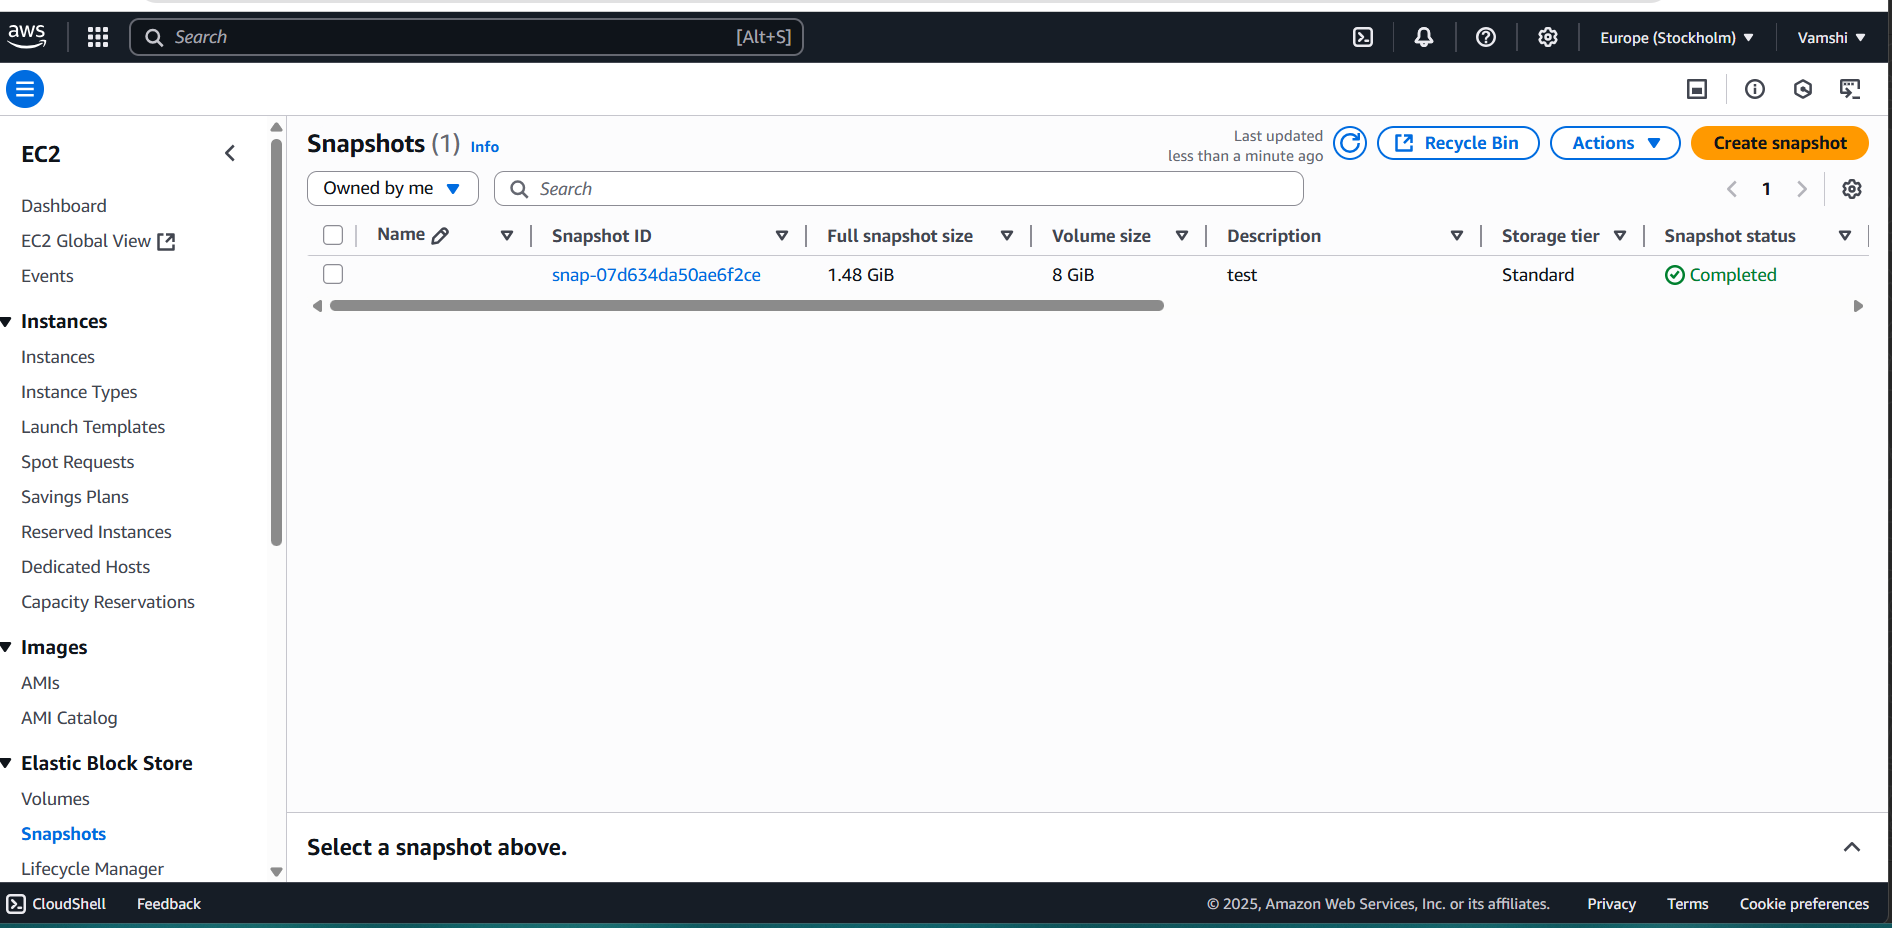 aws
Search [Alt+S]
Europe (Stockholm)
Vamshi
EC2
Dashboard
EC2 Global View
Events
Instances
Instances
Instance Types
Launch Templates
Spot Requests
Savings Plans
Reserved Instances
Dedicated Hosts
Capacity Reservations
Images
AMIs
AMI Catalog
Elastic Block Store
Volumes
Snapshots
Lifecycle Manager
Snapshots (1) Info
Last updated
less than a minute ago
Recycle Bin
Actions
Create snapshot
Owned by me
Search
1
Name Snapshot ID Full snapshot size Volume size Description Storage tier Snapshot status
snap-07d634da50ae6f2ce 1.48 GiB 8 GiB test Standard Completed
Select a snapshot above.
CloudShell Feedback © 2025, Amazon Web Services, Inc. or its affiliates. Privacy Terms Cookie preferences